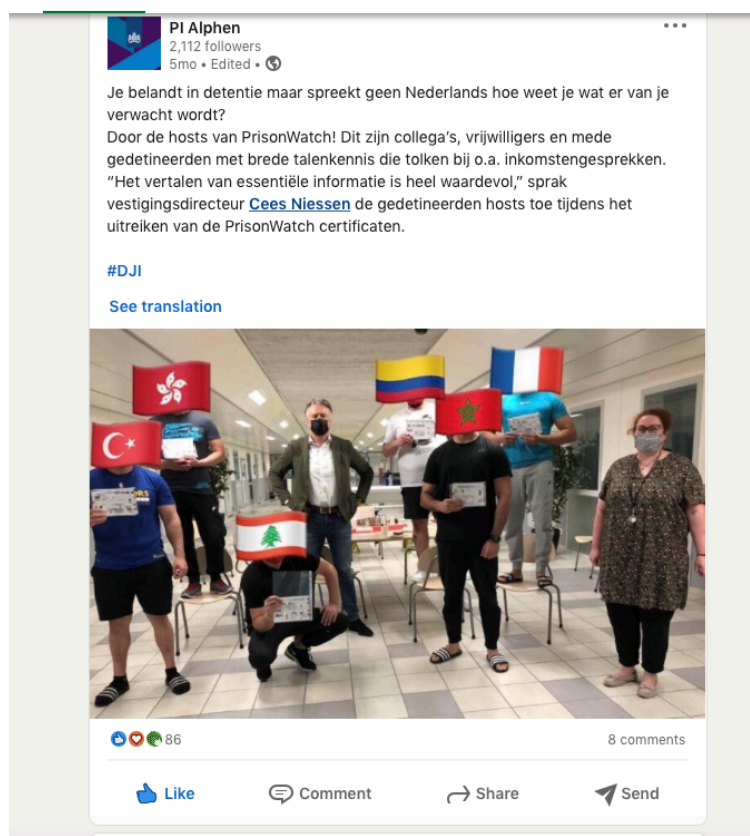 PI Alphen
2,112 followers
5mo • Edited •
Je belandt in detentie maar spreekt geen Nederlands hoe weet je wat er van je
verwacht wordt?
Door de hosts van PrisonWatch! Dit zijn collega's, vrijwilligers en mede
gedetineerden met brede talenkennis die tolken bij o.a. inkomstengesprekken.
"Het vertalen van essentiële informatie is heel waardevol," sprak
vestigingsdirecteur Cees Niessen de gedetineerden hosts toe tijdens het
uitreiken van de PrisonWatch certificaten.
#DJI
See translation
86
8 comments
Like
Comment
Share
Send